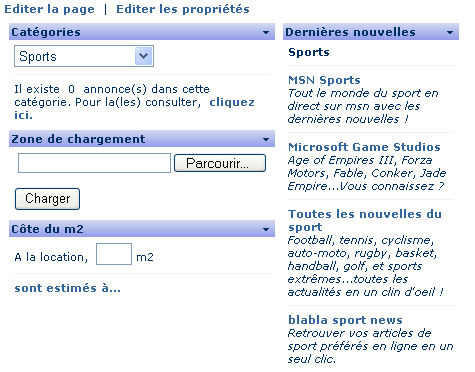 Editer la page | Editer les propriétés
Catégories
Sports
Il existe 0 annonce(s) dans cette
catégorie. Pour la(les) consulter, cliquez
ici.
Zone de chargement
Parcourir...
Charger
Côte du m2
A la location, m2
sont estimés à...
Dernières nouvelles
Sports
MSN Sports
Tout le monde du sport en
direct sur msn avec les
dernières nouvelles !
Microsoft Game Studios
Age of Empires III, Forza
Motors, Fable, Conker, Jade
Empire...Vous connaissez ?
Toutes les nouvelles du
sport
Football, tennis, cyclisme,
auto-moto, rugby, basket,
handball, golf, et sports
extrêmes...toutes les
actualités en un clin d'oeil !
blabla sport news
Retrouver vos articles de
sport préférés en ligne en un
seul clic.